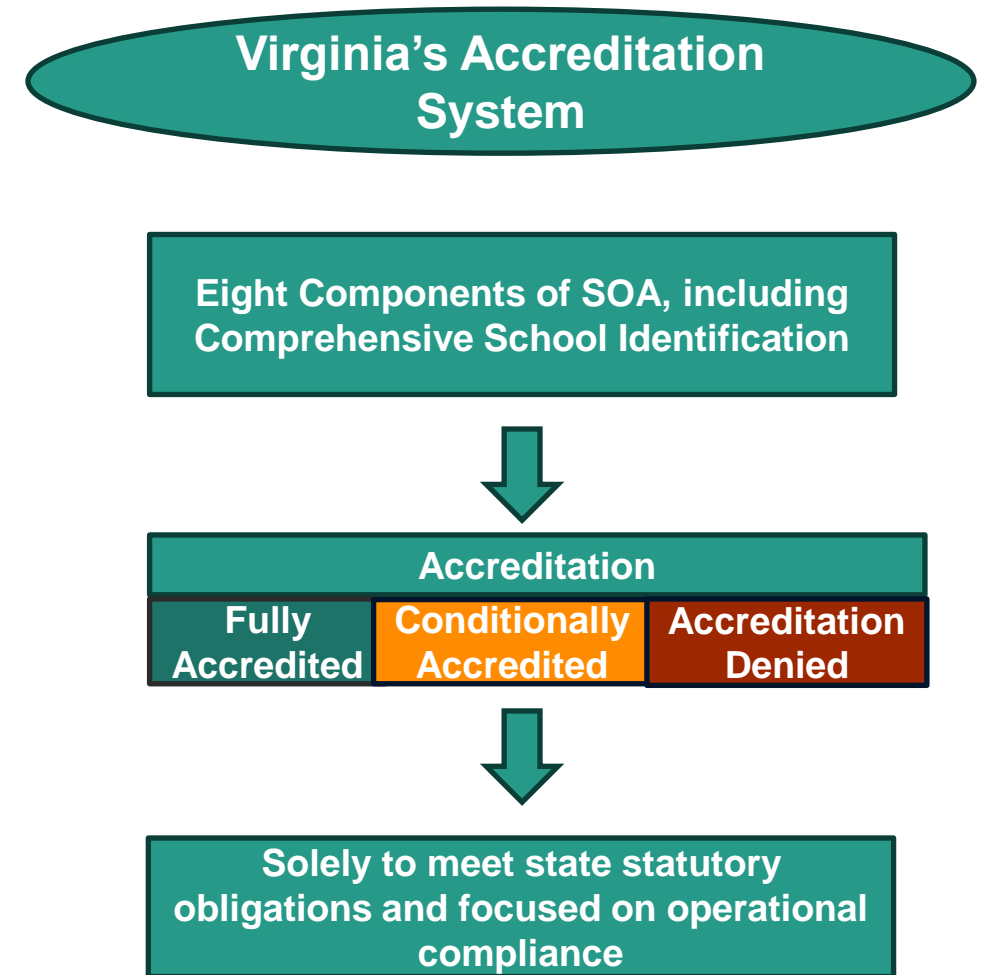 Virginia’s Accreditation
System
Eight Components of SOA, including
Comprehensive School Identification
Accreditation
Fully
Accredited
Conditionally
Accredited
Accreditation
Denied
Solely to meet state statutory
obligations and focused on operational
compliance